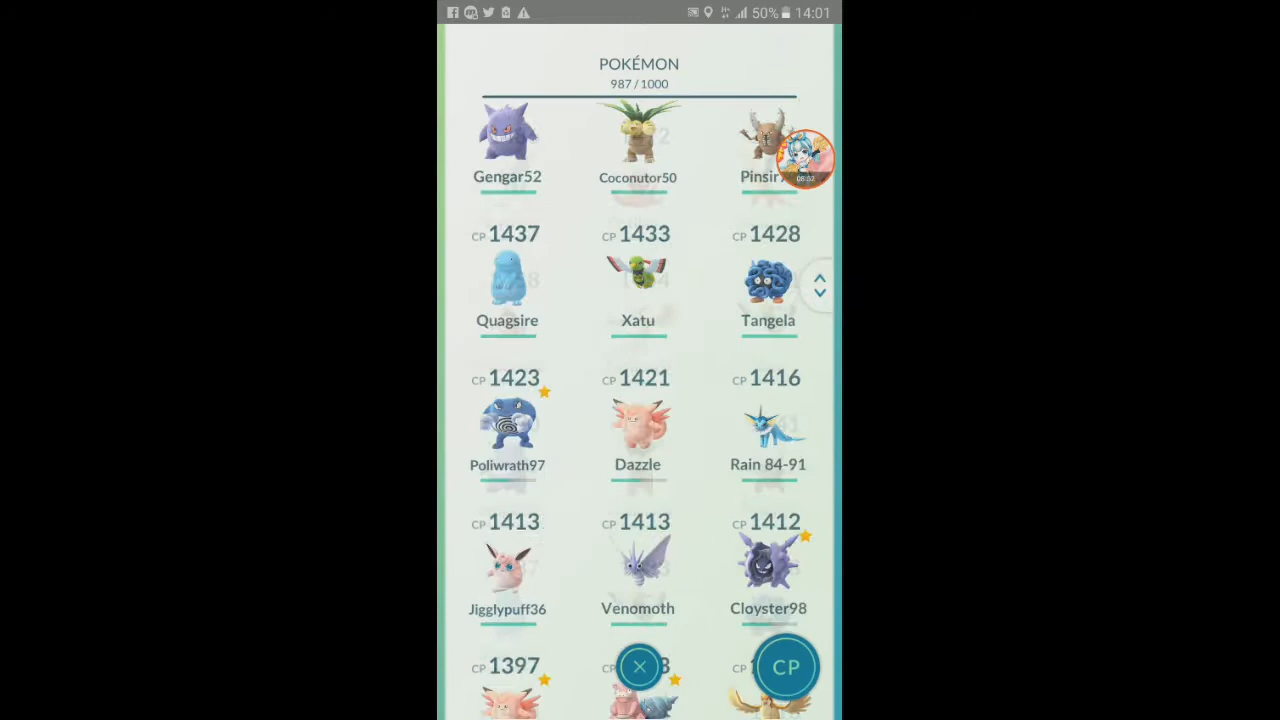 50% 14:01
POKÉMON
987 / 1000
Gengar52 Coconutor50
CP 1437 CP 1433 CP 1428
Quagsire Xatu Tangela
CP 1423 CP 1421 CP 1416
Poliwrath97 Dazzle Rain 84-91
CP 1413 CP 1413 CP 1412
Jigglypuff36 Venomoth Cloyster98
CP 1397
CP